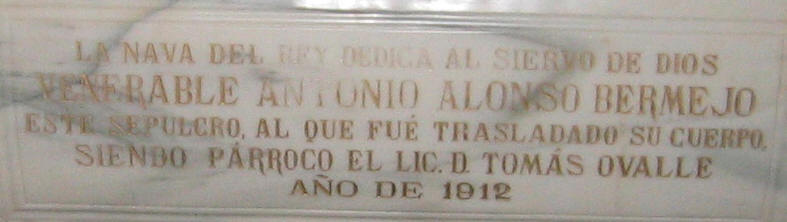 LA NAVA DEL REY DEDICA AL SIERVO DE DIOS
VENERABLE ANTONIO ALONSO BERMEJO
ESTE SEPULCRO, AL QUE FUÉ TRASLADADO SU CUERPO,
SIENDO PÁRROCO EL LIC. D. TOMÁS OVALLE
AÑO DE 1912